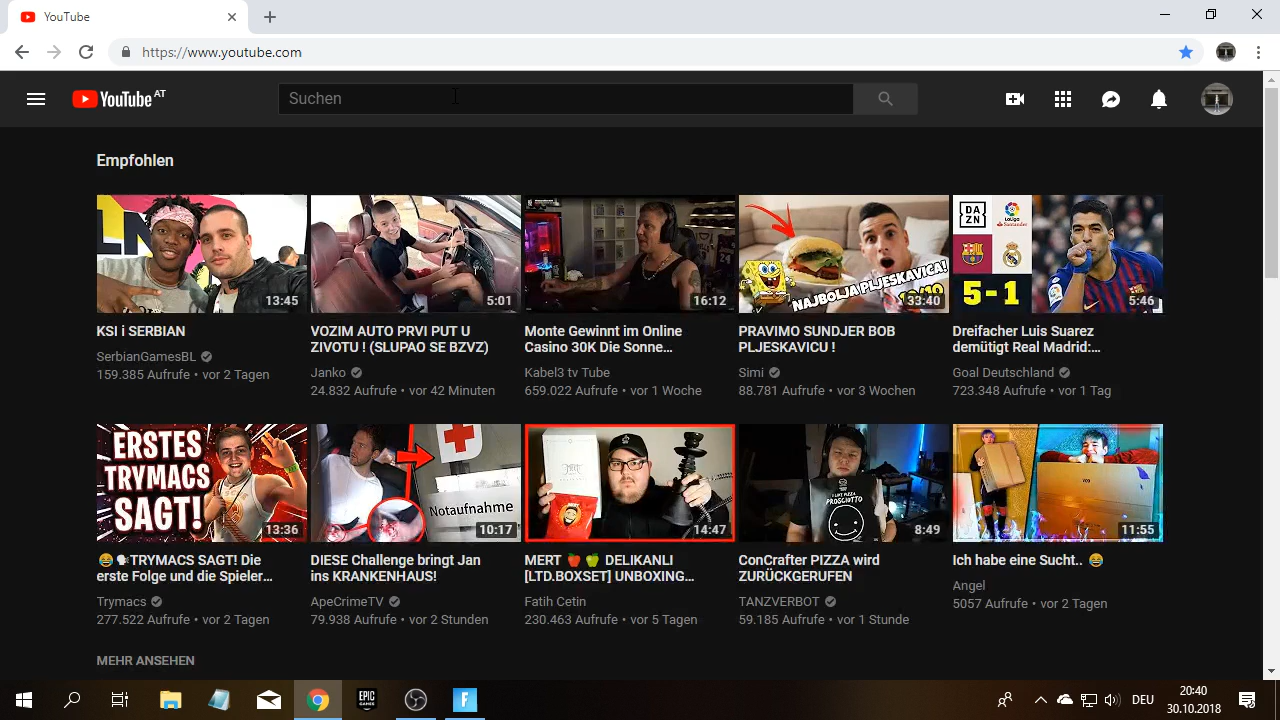 YouTube
https://www.youtube.com
YouTube AT
Suchen
Empfohlen
13:45
5:01
16:12
NAJBOLJA PLJESKAVICA!
33:40
DAZN
LaLiga
Santander
5-1
5:46
KSI i SERBIAN
SerbianGamesBL
159.385 Aufrufe • vor 2 Tagen
VOZIM AUTO PRVI PUT U
ZIVOTU ! (SLUPAO SE BZVZ)
Janko
24.832 Aufrufe • vor 42 Minuten
Monte Gewinnt im Online
Casino 30K Die Sonne…
Kabel3 tv Tube
659.022 Aufrufe • vor 1 Woche
PRAVIMO SUNDJER BOB
PLJESKAVICU !
Simi
88.781 Aufrufe • vor 3 Wochen
Dreifacher Luis Suarez
demütigt Real Madrid:…
Goal Deutschland
723.348 Aufrufe • vor 1 Tag
ERSTES
TRYMACS
SAGT!
13:36
Notaufnahme
10:17
14:47
I LIKE PIZZA
PROSCIOTTO
8:49
11:55
😂🗣TRYMACS SAGT! Die
erste Folge und die Spieler…
Trymacs
277.522 Aufrufe • vor 2 Tagen
DIESE Challenge bringt Jan
ins KRANKENHAUS!
ApeCrimeTV
79.938 Aufrufe • vor 2 Stunden
MERT 🍎🍏 DELIKANLI
[LTD.BOXSET] UNBOXING…
Fatih Cetin
230.463 Aufrufe • vor 5 Tagen
ConCrafter PIZZA wird
ZURÜCKGERUFEN
TANZVERBOT
59.185 Aufrufe • vor 1 Stunde
Ich habe eine Sucht.. 😂
Angel
5057 Aufrufe • vor 2 Tagen
MEHR ANSEHEN
EPIC
GAMES
F
DEU
20:40
30.10.2018